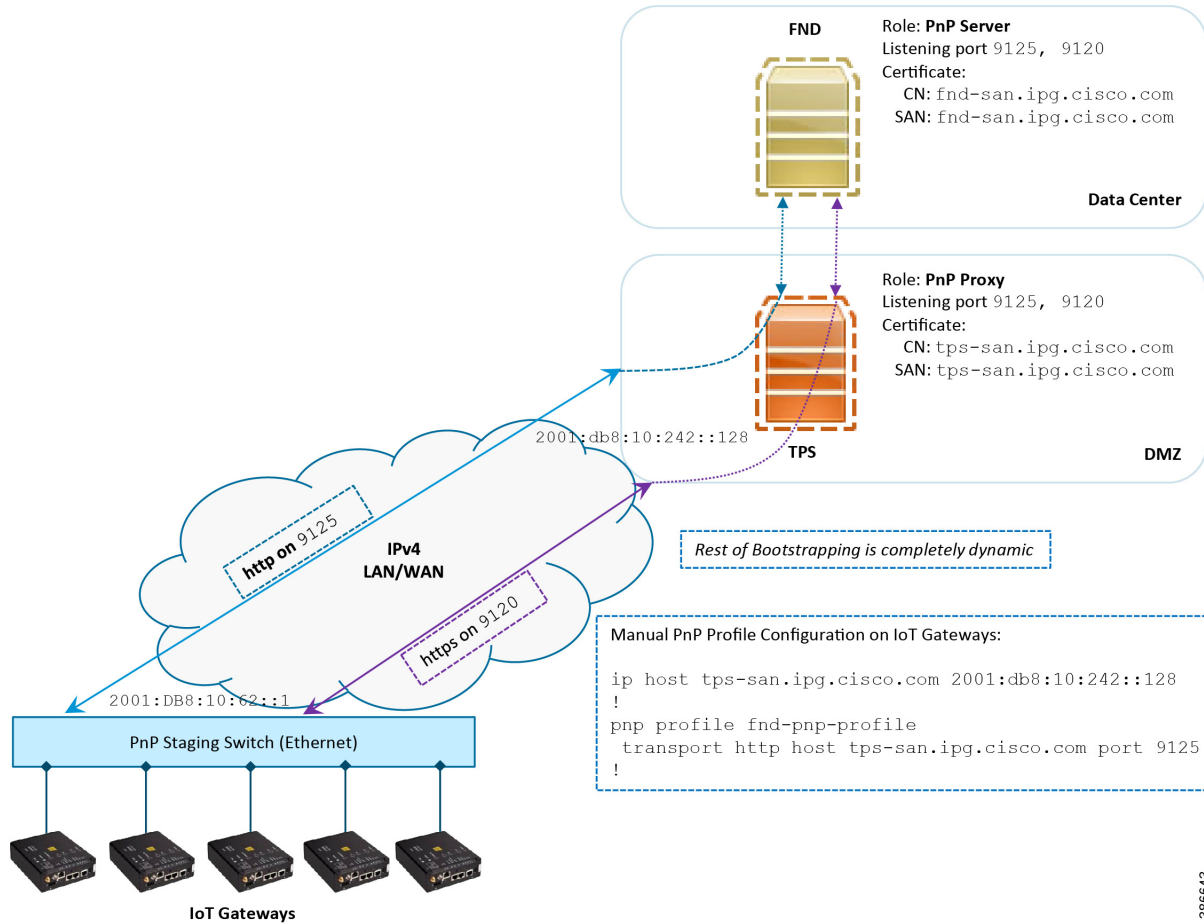 FND
Role: PnP Server
Listening port 9125, 9120
Certificate:
CN: fnd-san.ipg.cisco.com
SAN: fnd-san.ipg.cisco.com
Data Center
Role: PnP Proxy
Listening port 9125, 9120
Certificate:
CN: tps-san.ipg.cisco.com
SAN: tps-san.ipg.cisco.com
TPS
DMZ
2001:db8:10:242::128
http on 9125
IPv4
LAN/WAN
https on 9120
Rest of Bootstrapping is completely dynamic
Manual PnP Profile Configuration on IoT Gateways:
ip host tps-san.ipg.cisco.com 2001:db8:10:242::128
!
pnp profile fnd-pnp-profile
transport http host tps-san.ipg.cisco.com port 9125
!
2001:DB8:10:62::1
PnP Staging Switch (Ethernet)
IoT Gateways